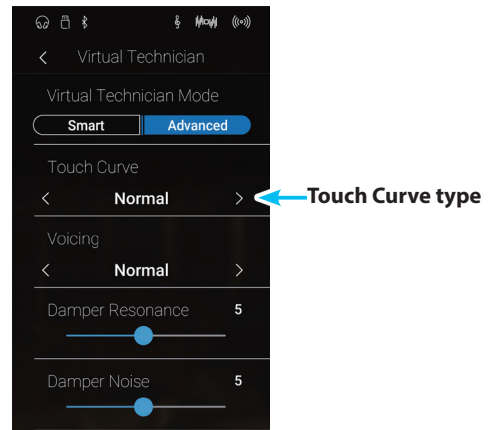 Virtual Technician
Virtual Technician Mode
Smart Advanced
Touch Curve
Normal
Touch Curve type
Voicing
Normal
Damper Resonance 5
Damper Noise 5